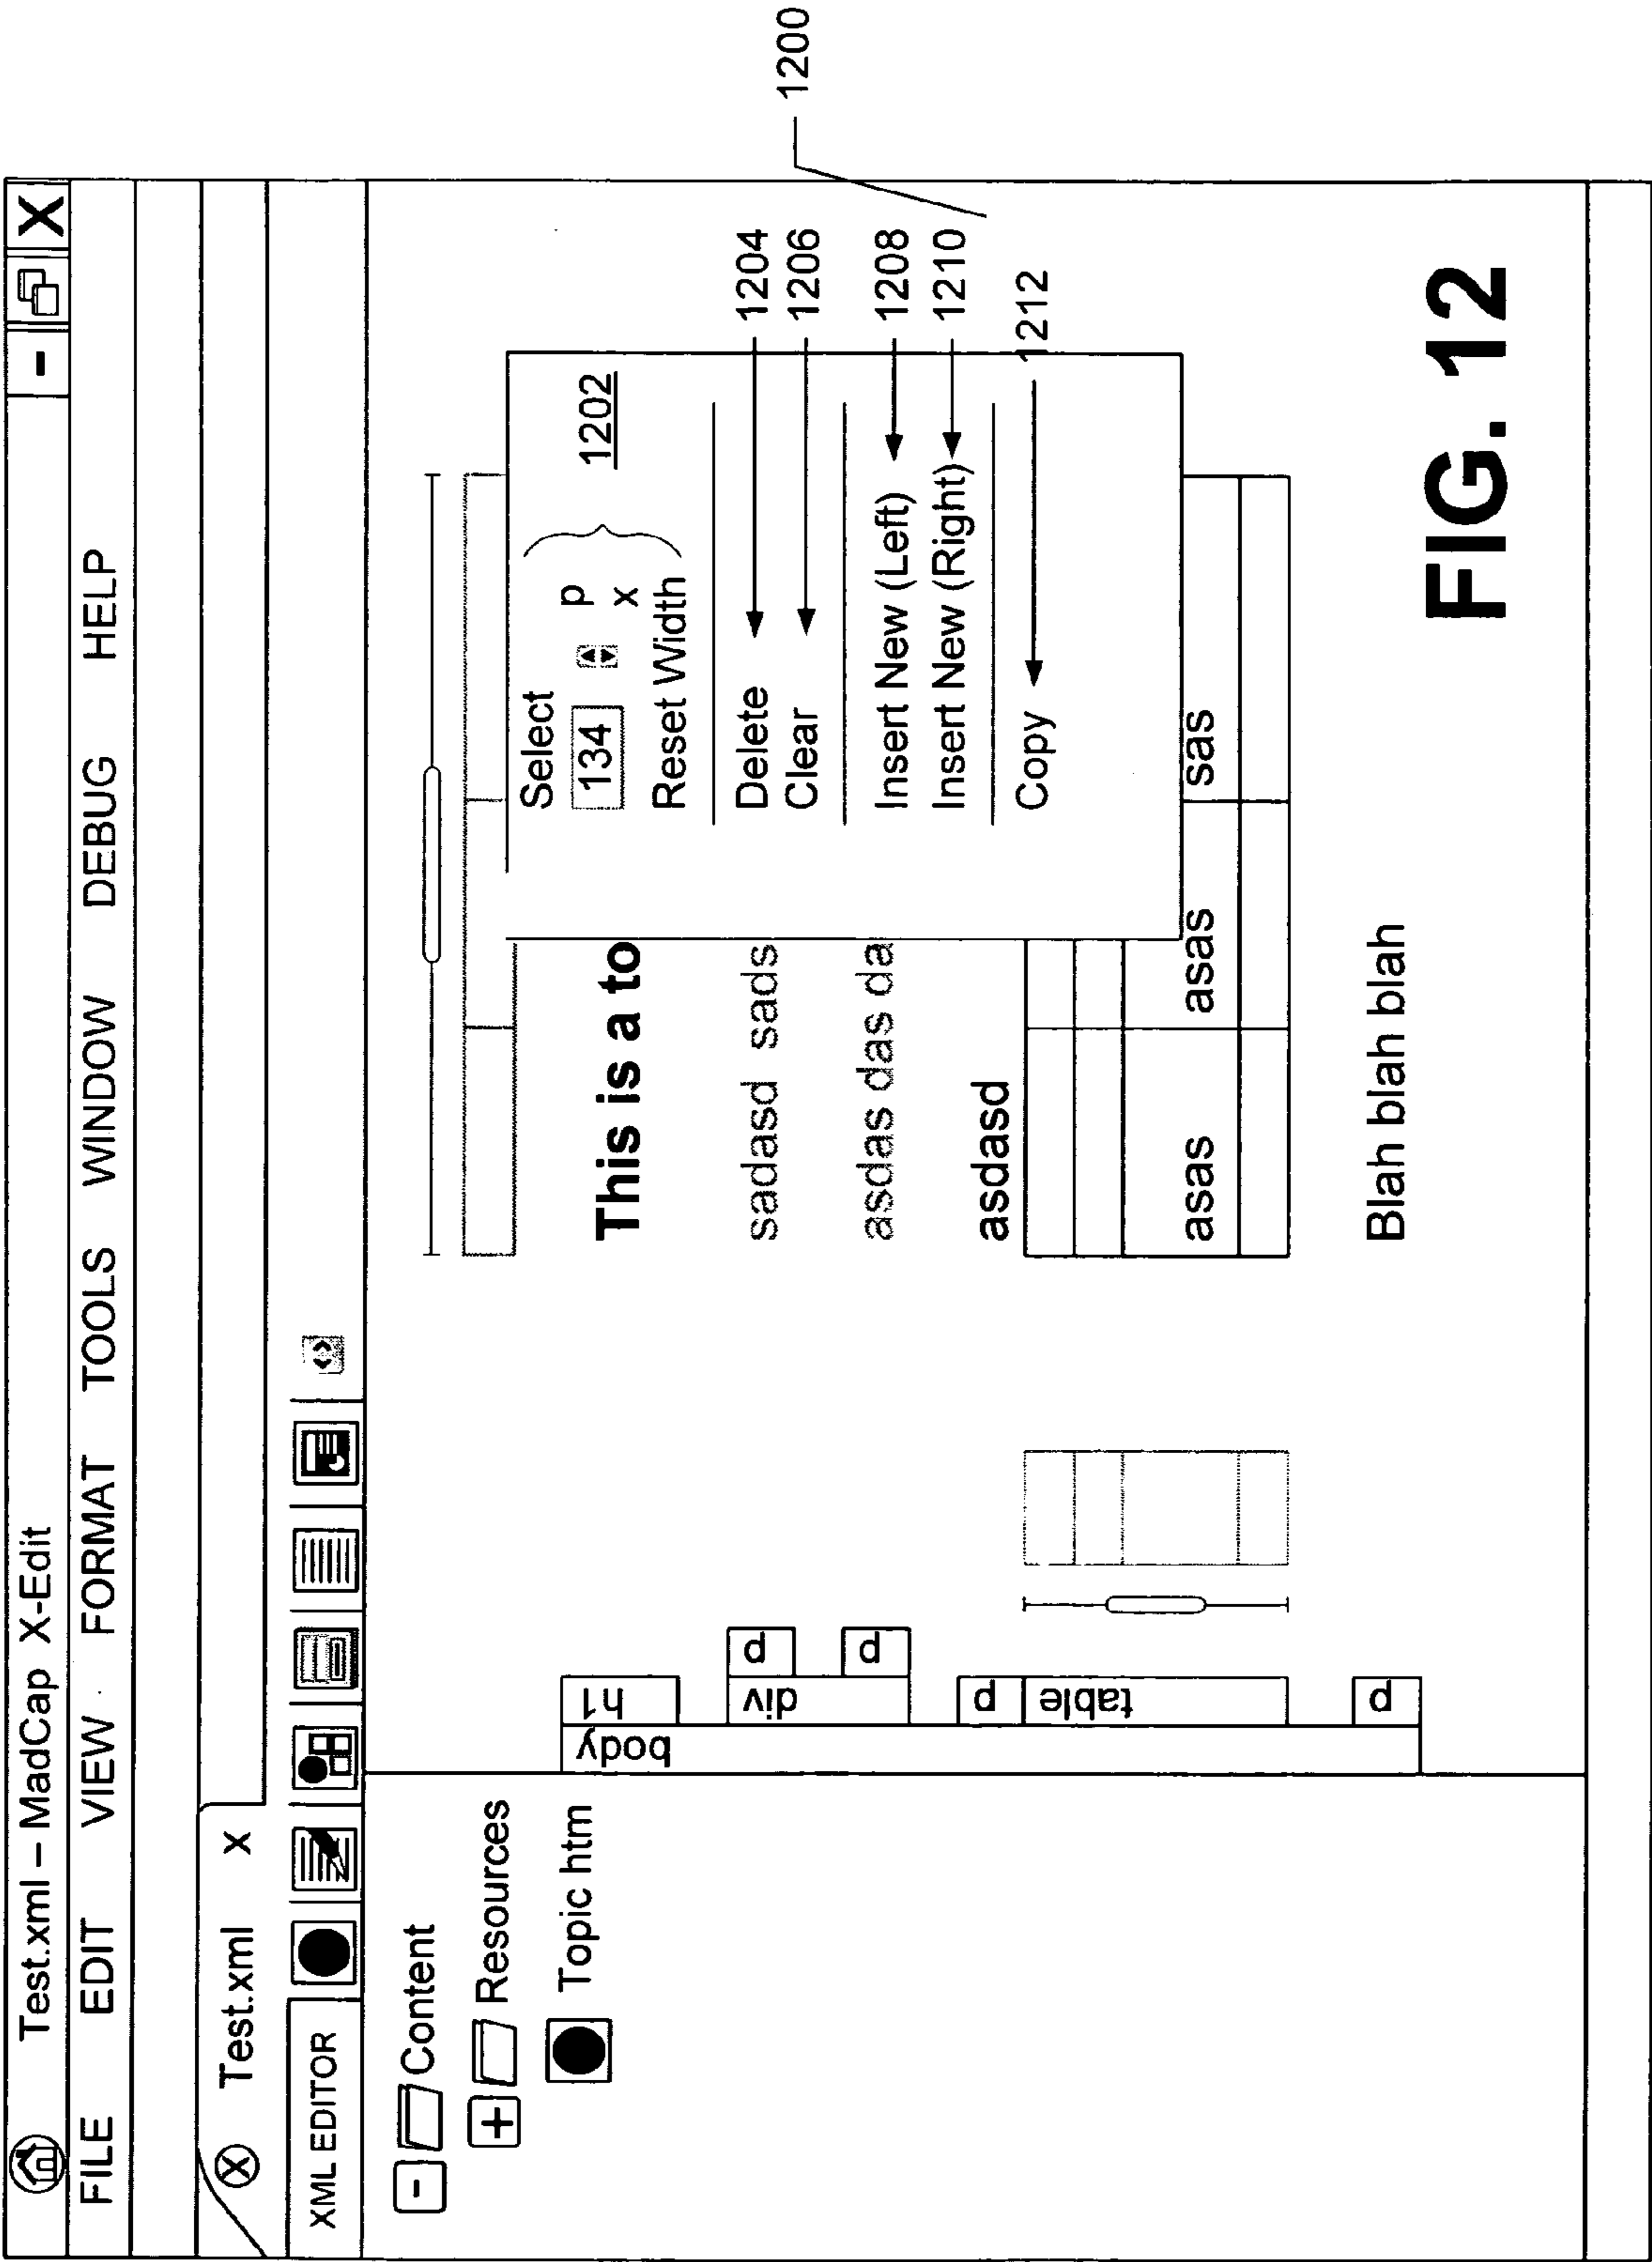 Test.xml – MadCap X-Edit
- X
FILE EDIT VIEW FORMAT TOOLS WINDOW DEBUG HELP
X Test.xml x
XML EDITOR
- Content
+ Resources
Topic htm
body
h1
div
p
p
p
table
p
This is a to
sadasd sads
asdas das da
asdasd
asas asas sas
Blah blah blah
Select
134 p
x
Reset Width
1202
Delete 1204
Clear 1206
Insert New (Left) 1208
Insert New (Right) 1210
Copy 1212
1200
FIG. 12